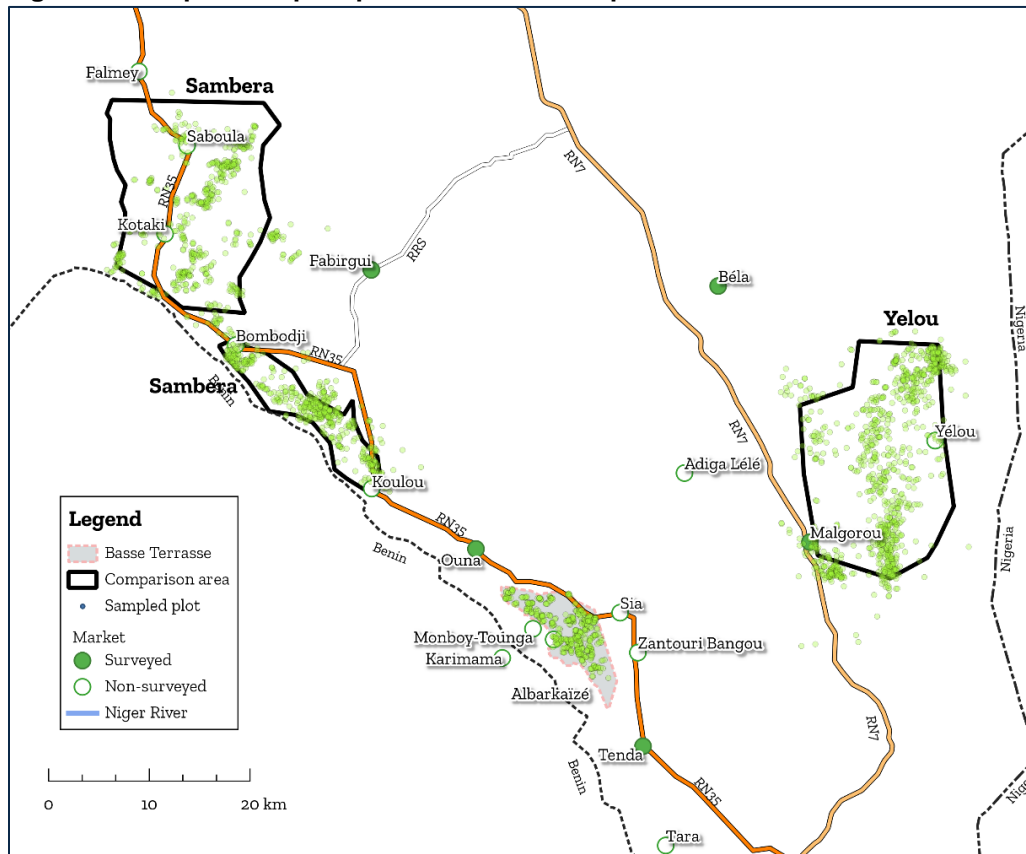 Falmey
Sambera
Saboula
RN35
Kotaki
RN7
RRS
Fabirgui
Béla
Nigeria
Yelou
Bombodji
RN35
Sambera
Benin
RN7
Yélou
Adiga Lélé
Koulou
Legend
Basse Terrasse
Comparison area
Sampled plot
Market
Surveyed
Non-surveyed
Niger River
RN35
Benin
Malgorou
Nigeria
Ouna
Sia
Monboy-Tounga
Zantouri Bangou
Karimama
Albarkaïzé
RN7
Tenda
Benin
RN35
0
10
20 km
Tara